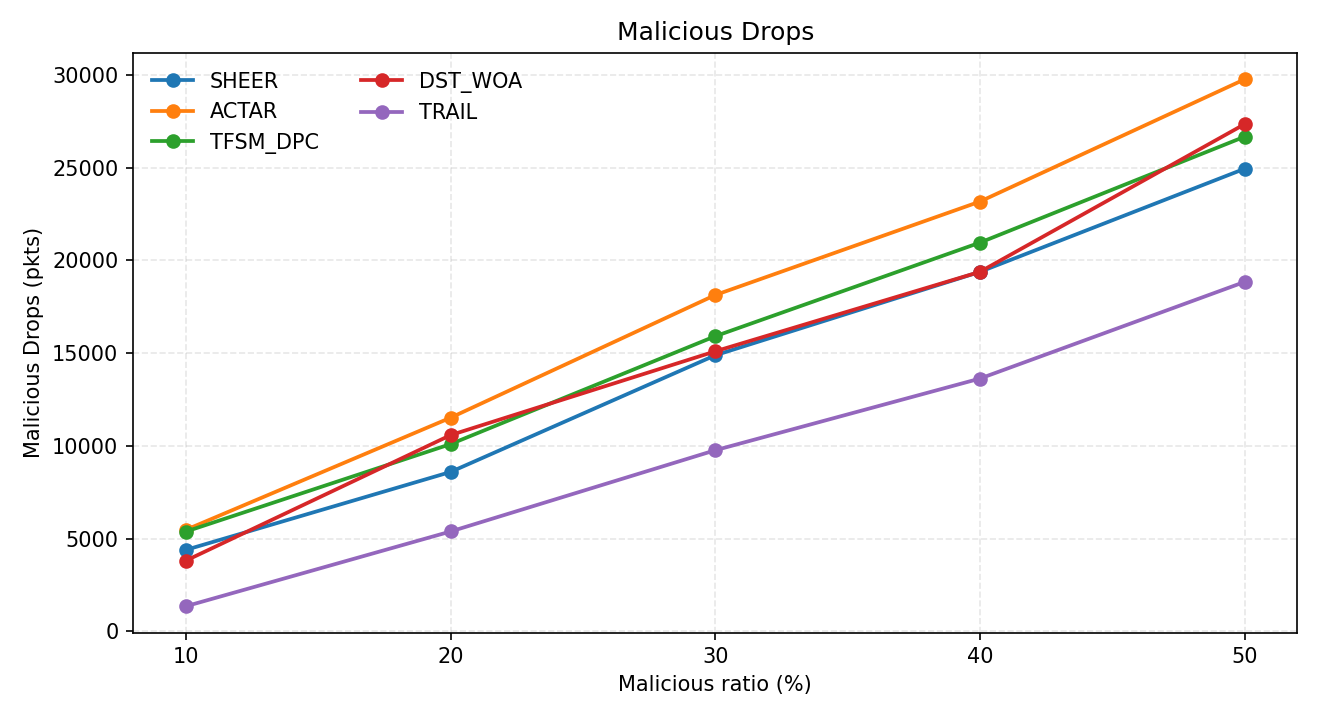 Malicious Drops
SHEER
ACTAR
TFSM_DPC
DST_WOA
TRAIL
Malicious Drops (pkts)
30000
25000
20000
15000
10000
5000
0
10 20 30 40 50
Malicious ratio (%)